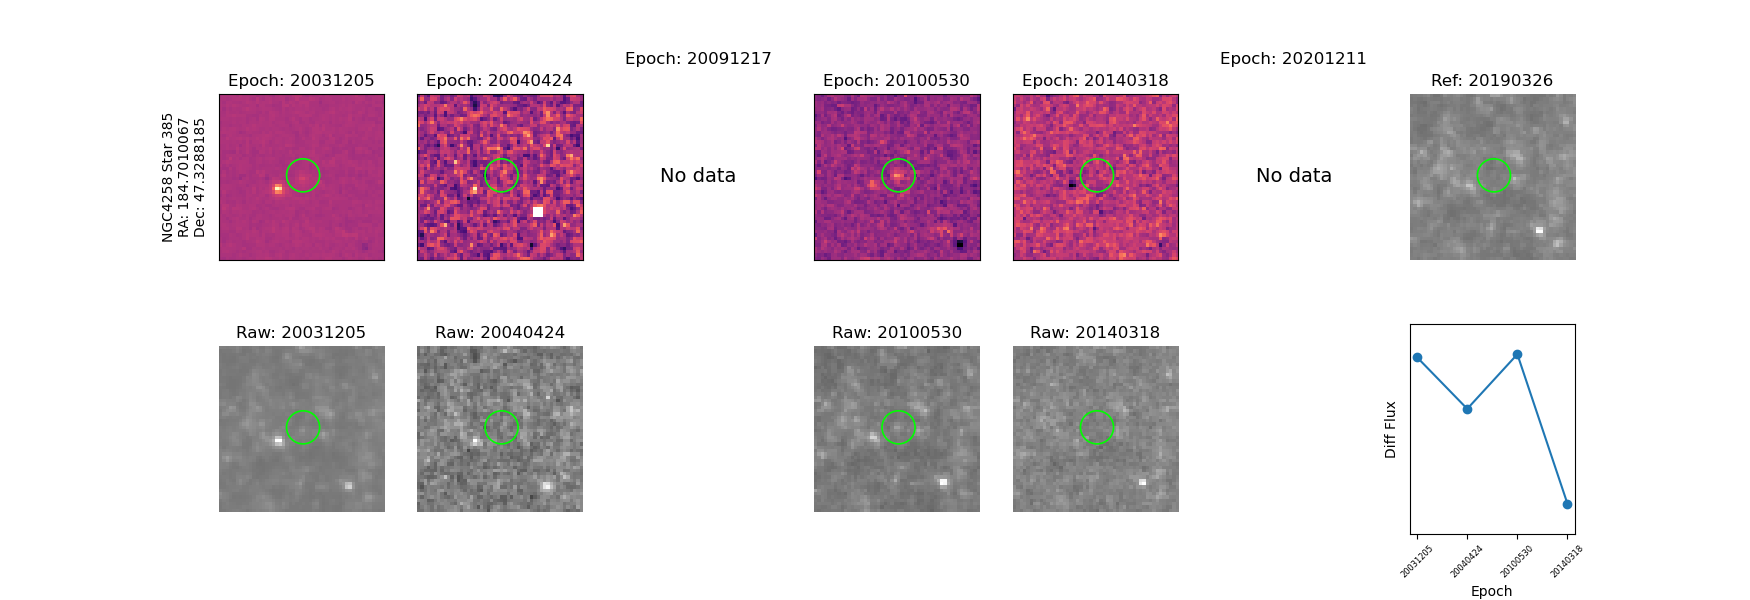 Epoch: 20091217
Epoch: 20201211
Epoch: 20031205
Epoch: 20040424
Epoch: 20100530
Epoch: 20140318
Ref: 20190326
NGC4258 Star 385
RA: 184.7010067
Dec: 47.3288185
No data
No data
Raw: 20031205
Raw: 20040424
Raw: 20100530
Raw: 20140318
Diff Flux
20031205
20040424
20100530
20140318
Epoch